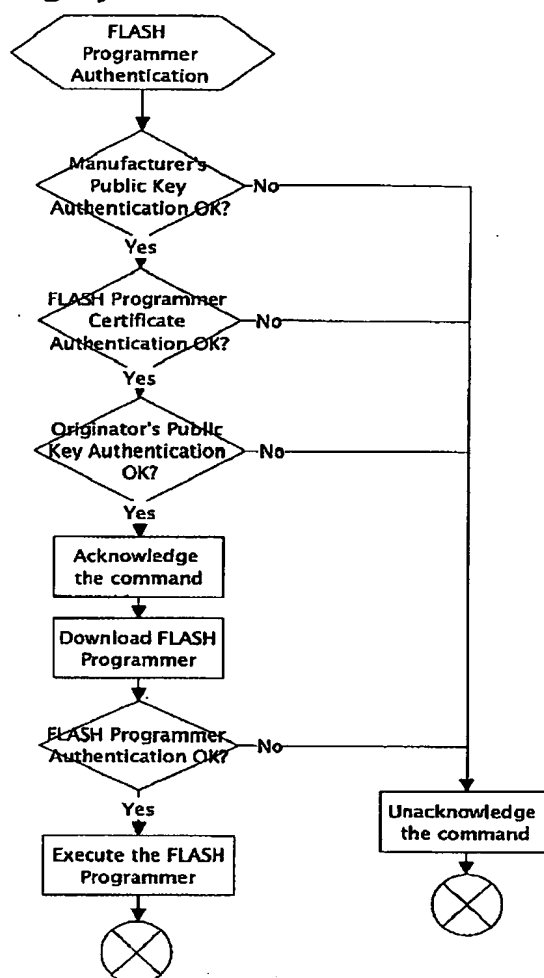 FLASH
Programmer
Authentication
Manufacturer's
Public Key
Authentication OK?
No
Yes
FLASH Programmer
Certificate
Authentication OK?
No
Yes
Originator's Public
Key Authentication
OK?
No
Yes
Acknowledge
the command
Download FLASH
Programmer
FLASH Programmer
Authentication OK?
No
Yes
Unacknowledge
the command
Execute the FLASH
Programmer